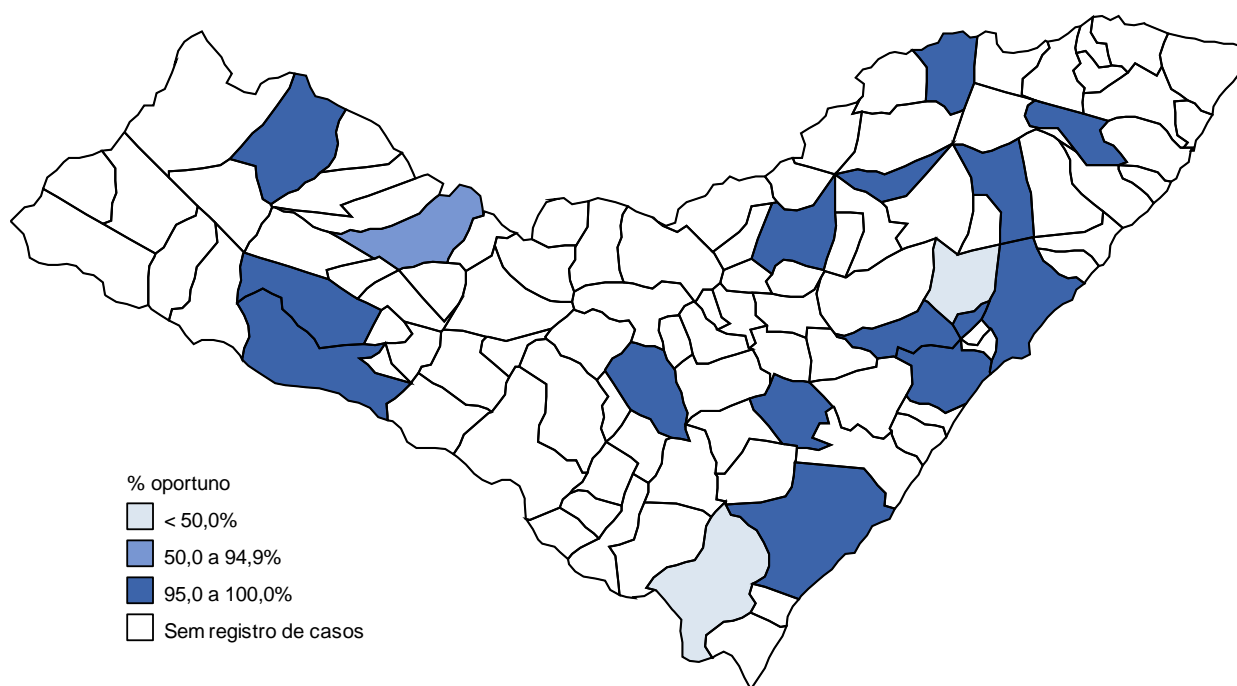 % oportuno
< 50,0%
50,0 a 94,9%
95,0 a 100,0%
Sem registro de casos